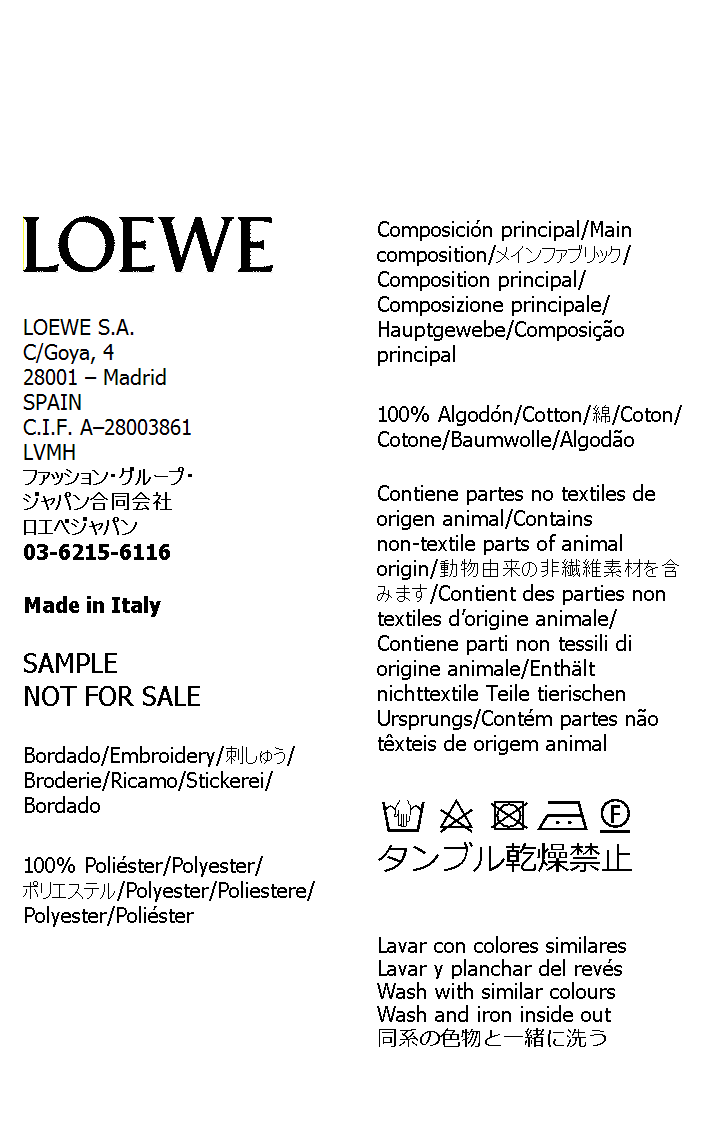 LOEWE
LOEWE S.A.
C/Goya, 4
28001 – Madrid
SPAIN
C.I.F. A–28003861
LVMH
ファッション・グループ・
ジャパン合同会社
ロエベジャパン
03-6215-6116
Made in Italy
SAMPLE
NOT FOR SALE
Bordado/Embroidery/刺しゅう/
Broderie/Ricamo/Stickerei/
Bordado
100% Poliéster/Polyester/
ポリエステル/Polyester/Poliestere/
Polyester/Poliéster
Composición principal/Main
composition/メインファブリック/
Composition principal/
Composizione principale/
Hauptgewebe/Composição
principal
100% Algodón/Cotton/綿/Coton/
Cotone/Baumwolle/Algodão
Contiene partes no textiles de
origen animal/Contains
non-textile parts of animal
origin/動物由来の非繊維素材を含
みます/Contient des parties non
textiles d’origine animale/
Contiene parti non tessili di
origine animale/Enthält
nichttextile Teile tierischen
Ursprungs/Contém partes não
têxteis de origem animal
F
タンブル乾燥禁止
Lavar con colores similares
Lavar y planchar del revés
Wash with similar colours
Wash and iron inside out
同系の色物と一緒に洗う